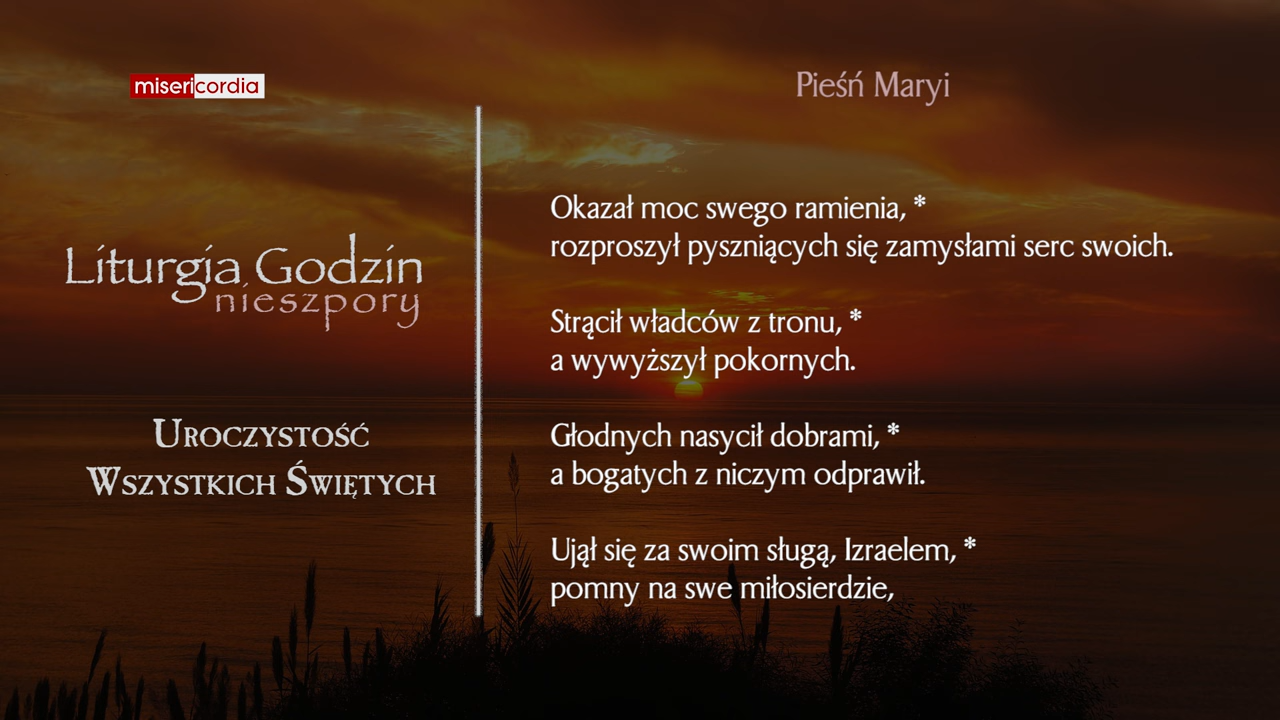 misericordia
Liturgia Godzin
nieszpory
Uroczystość
Wszystkich Świętych
Pieśń Maryi
Okazał moc swego ramienia, *
rozproszył pyszniących się zamysłami serc swoich.
Strącił władców z tronu, *
a wywyższył pokornych.
Głodnych nasycił dobrami, *
a bogatych z niczym odprawił.
Ujął się za swoim sługą, Izraelem, *
pomny na swe miłosierdzie,